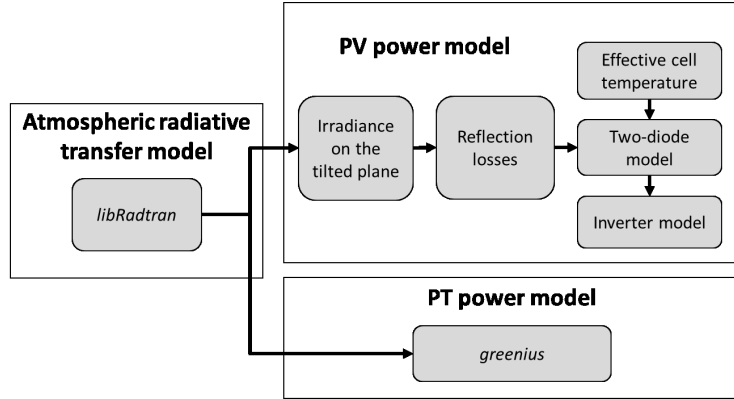 Atmospheric radiative
transfer model
libRadtran
PV power model
Irradiance
on the
tilted plane
Reflection
losses
Effective cell
temperature
Two-diode
model
Inverter model
PT power model
greenius